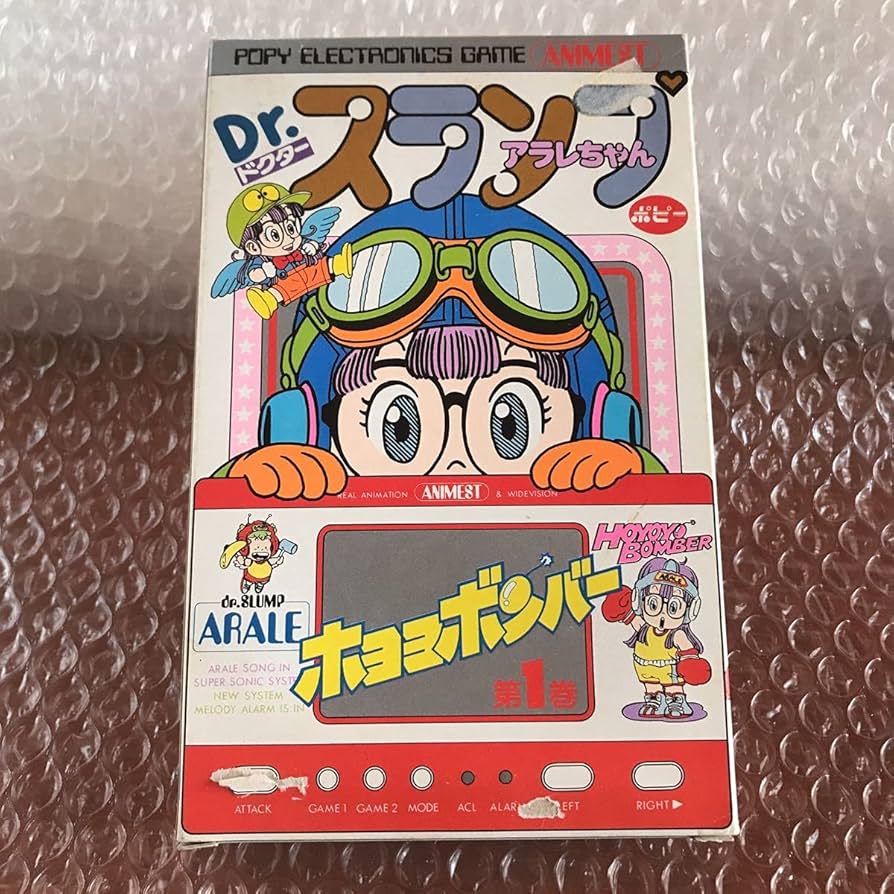 POPY ELECTRONICS GAME ANIMEST
Dr.スランプ
ドクター
アラレちゃん
ポピー
REAL ANIMATION ANIMEST & WIDEVISION
HOYOYO
BOMBER
ARALE
dr.SLUMP
ARALE
ホヨヨボンバー
第1巻
ARALE SONG IN
SUPER SONIC SYSTEM
NEW SYSTEM
MELODY ALARM IS IN
ATTACK GAME 1 GAME 2 MODE ACL ALAR EFT RIGHT ▶